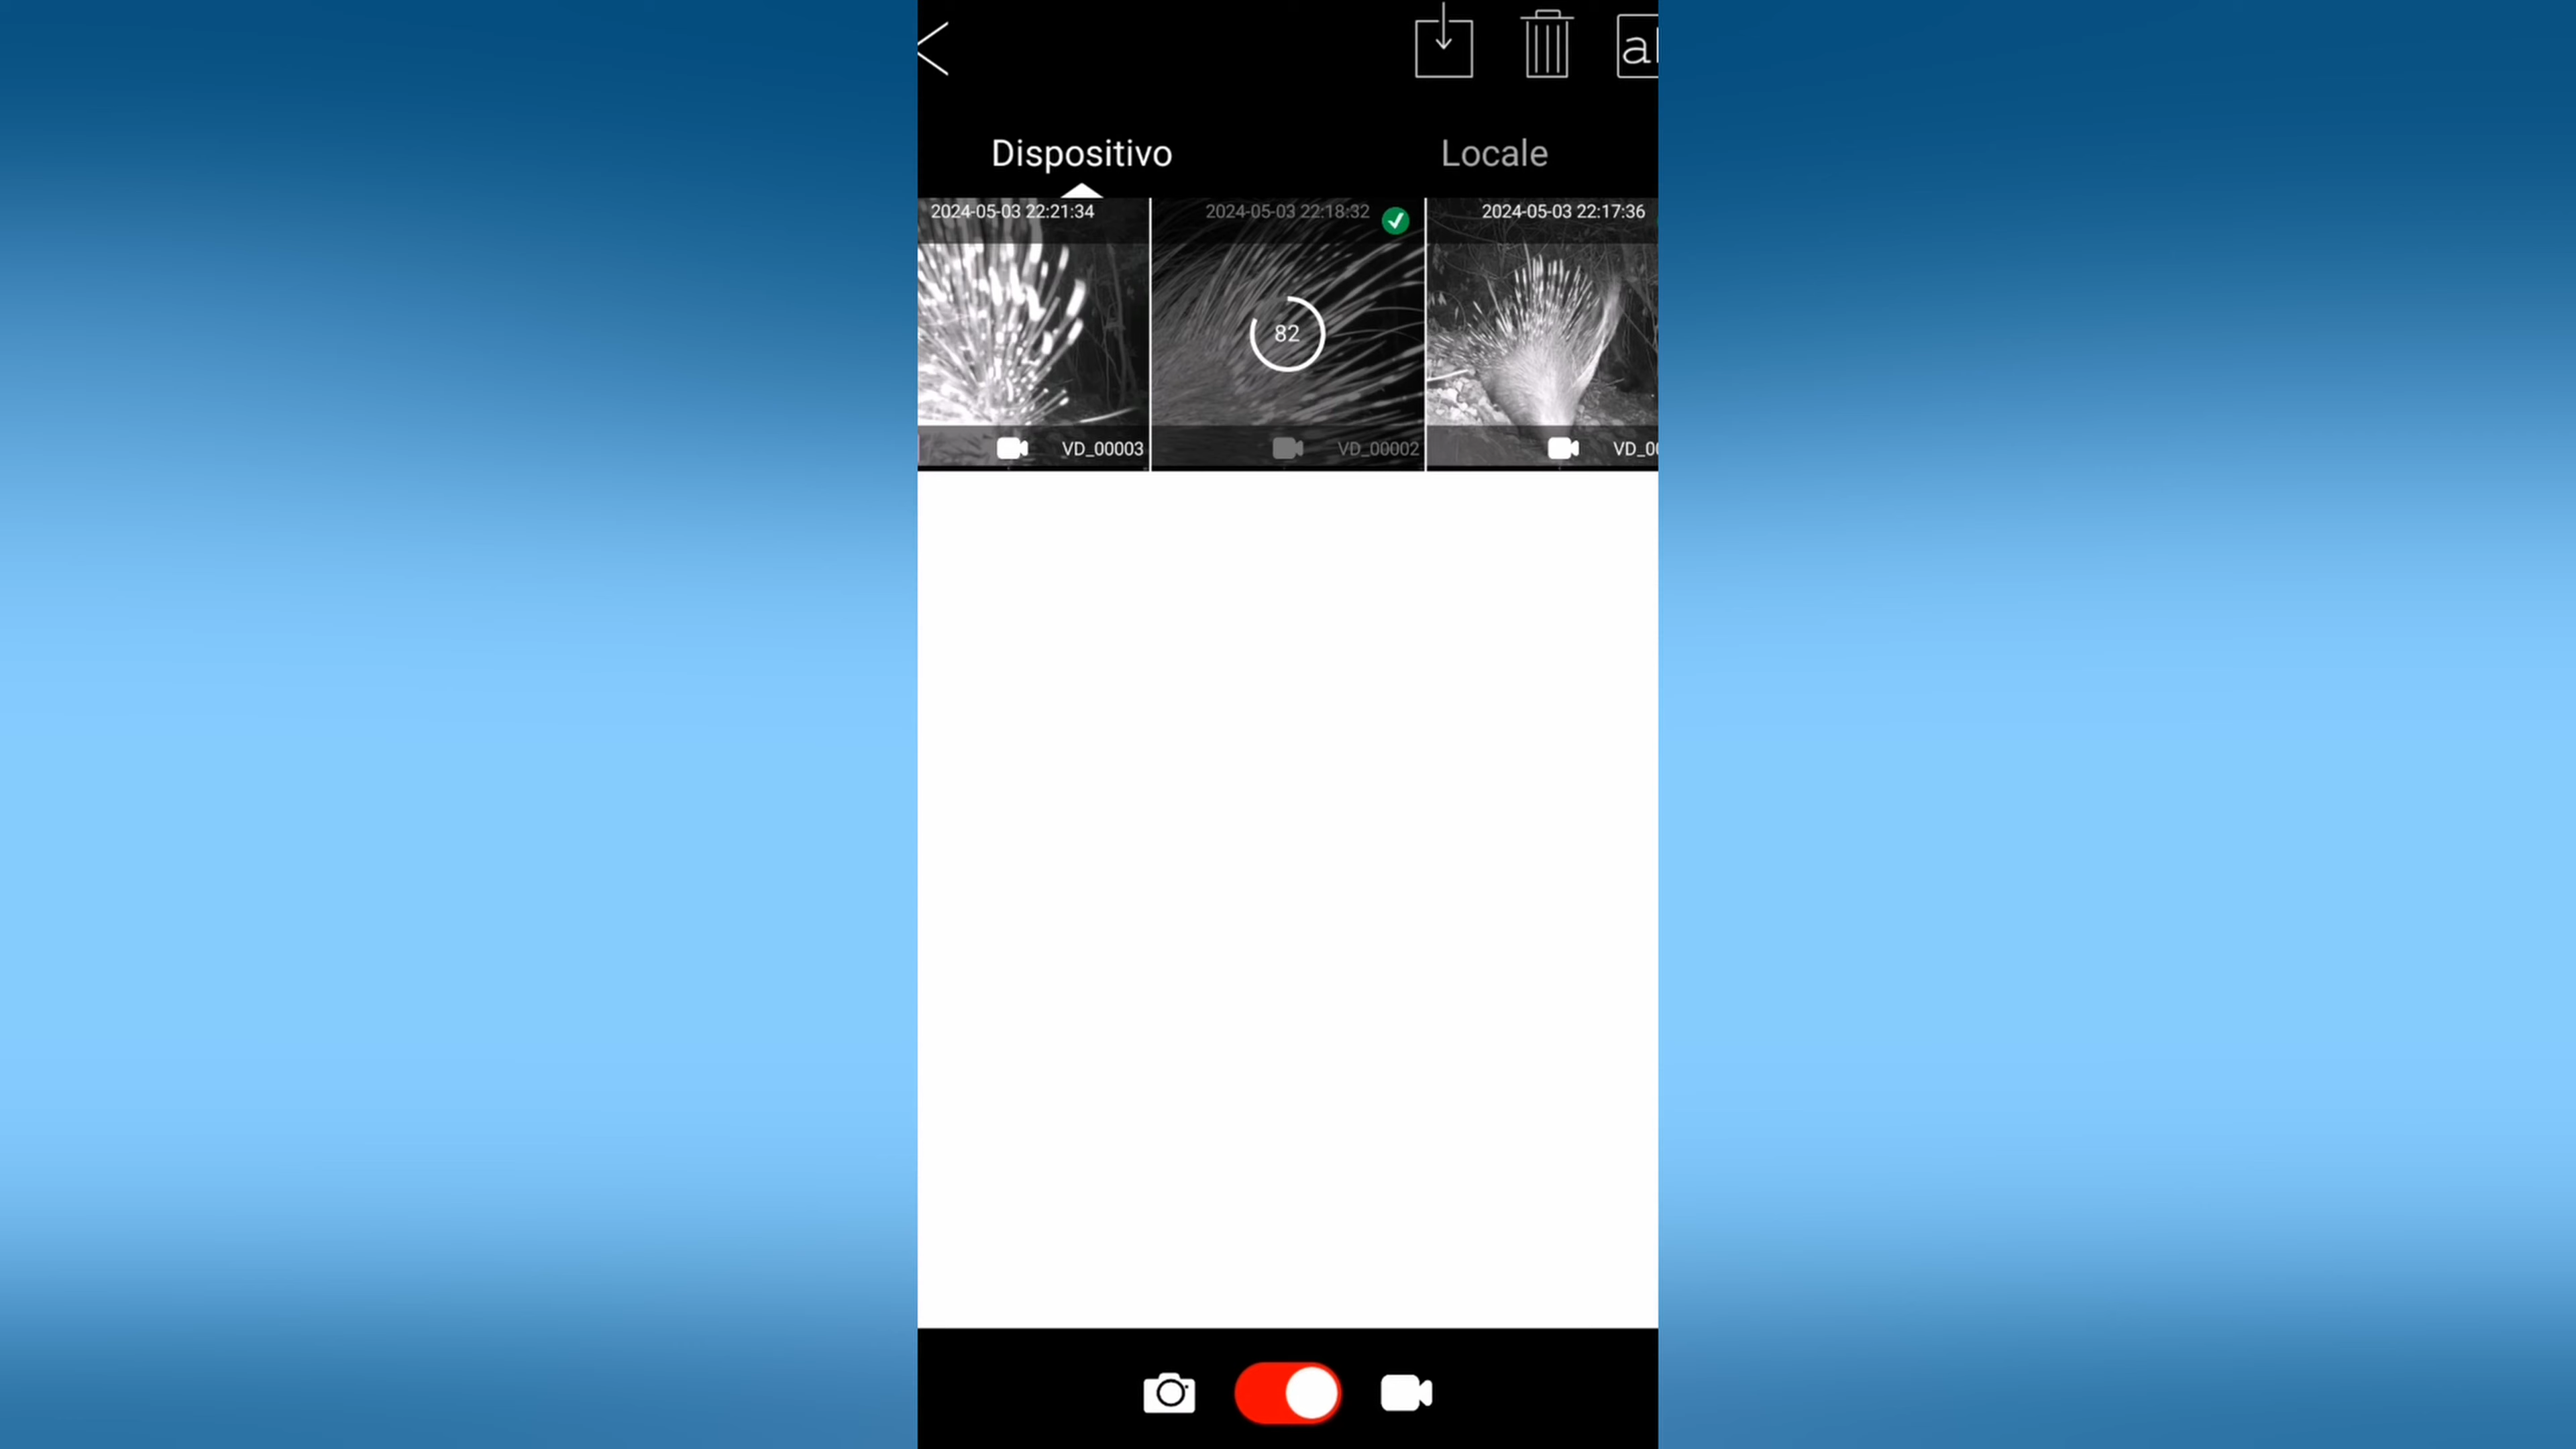 Dispositivo
Locale
2024-05-03 22:21:34
2024-05-03 22:18:32
2024-05-03 22:17:36
82
VD_00003
VD_00002